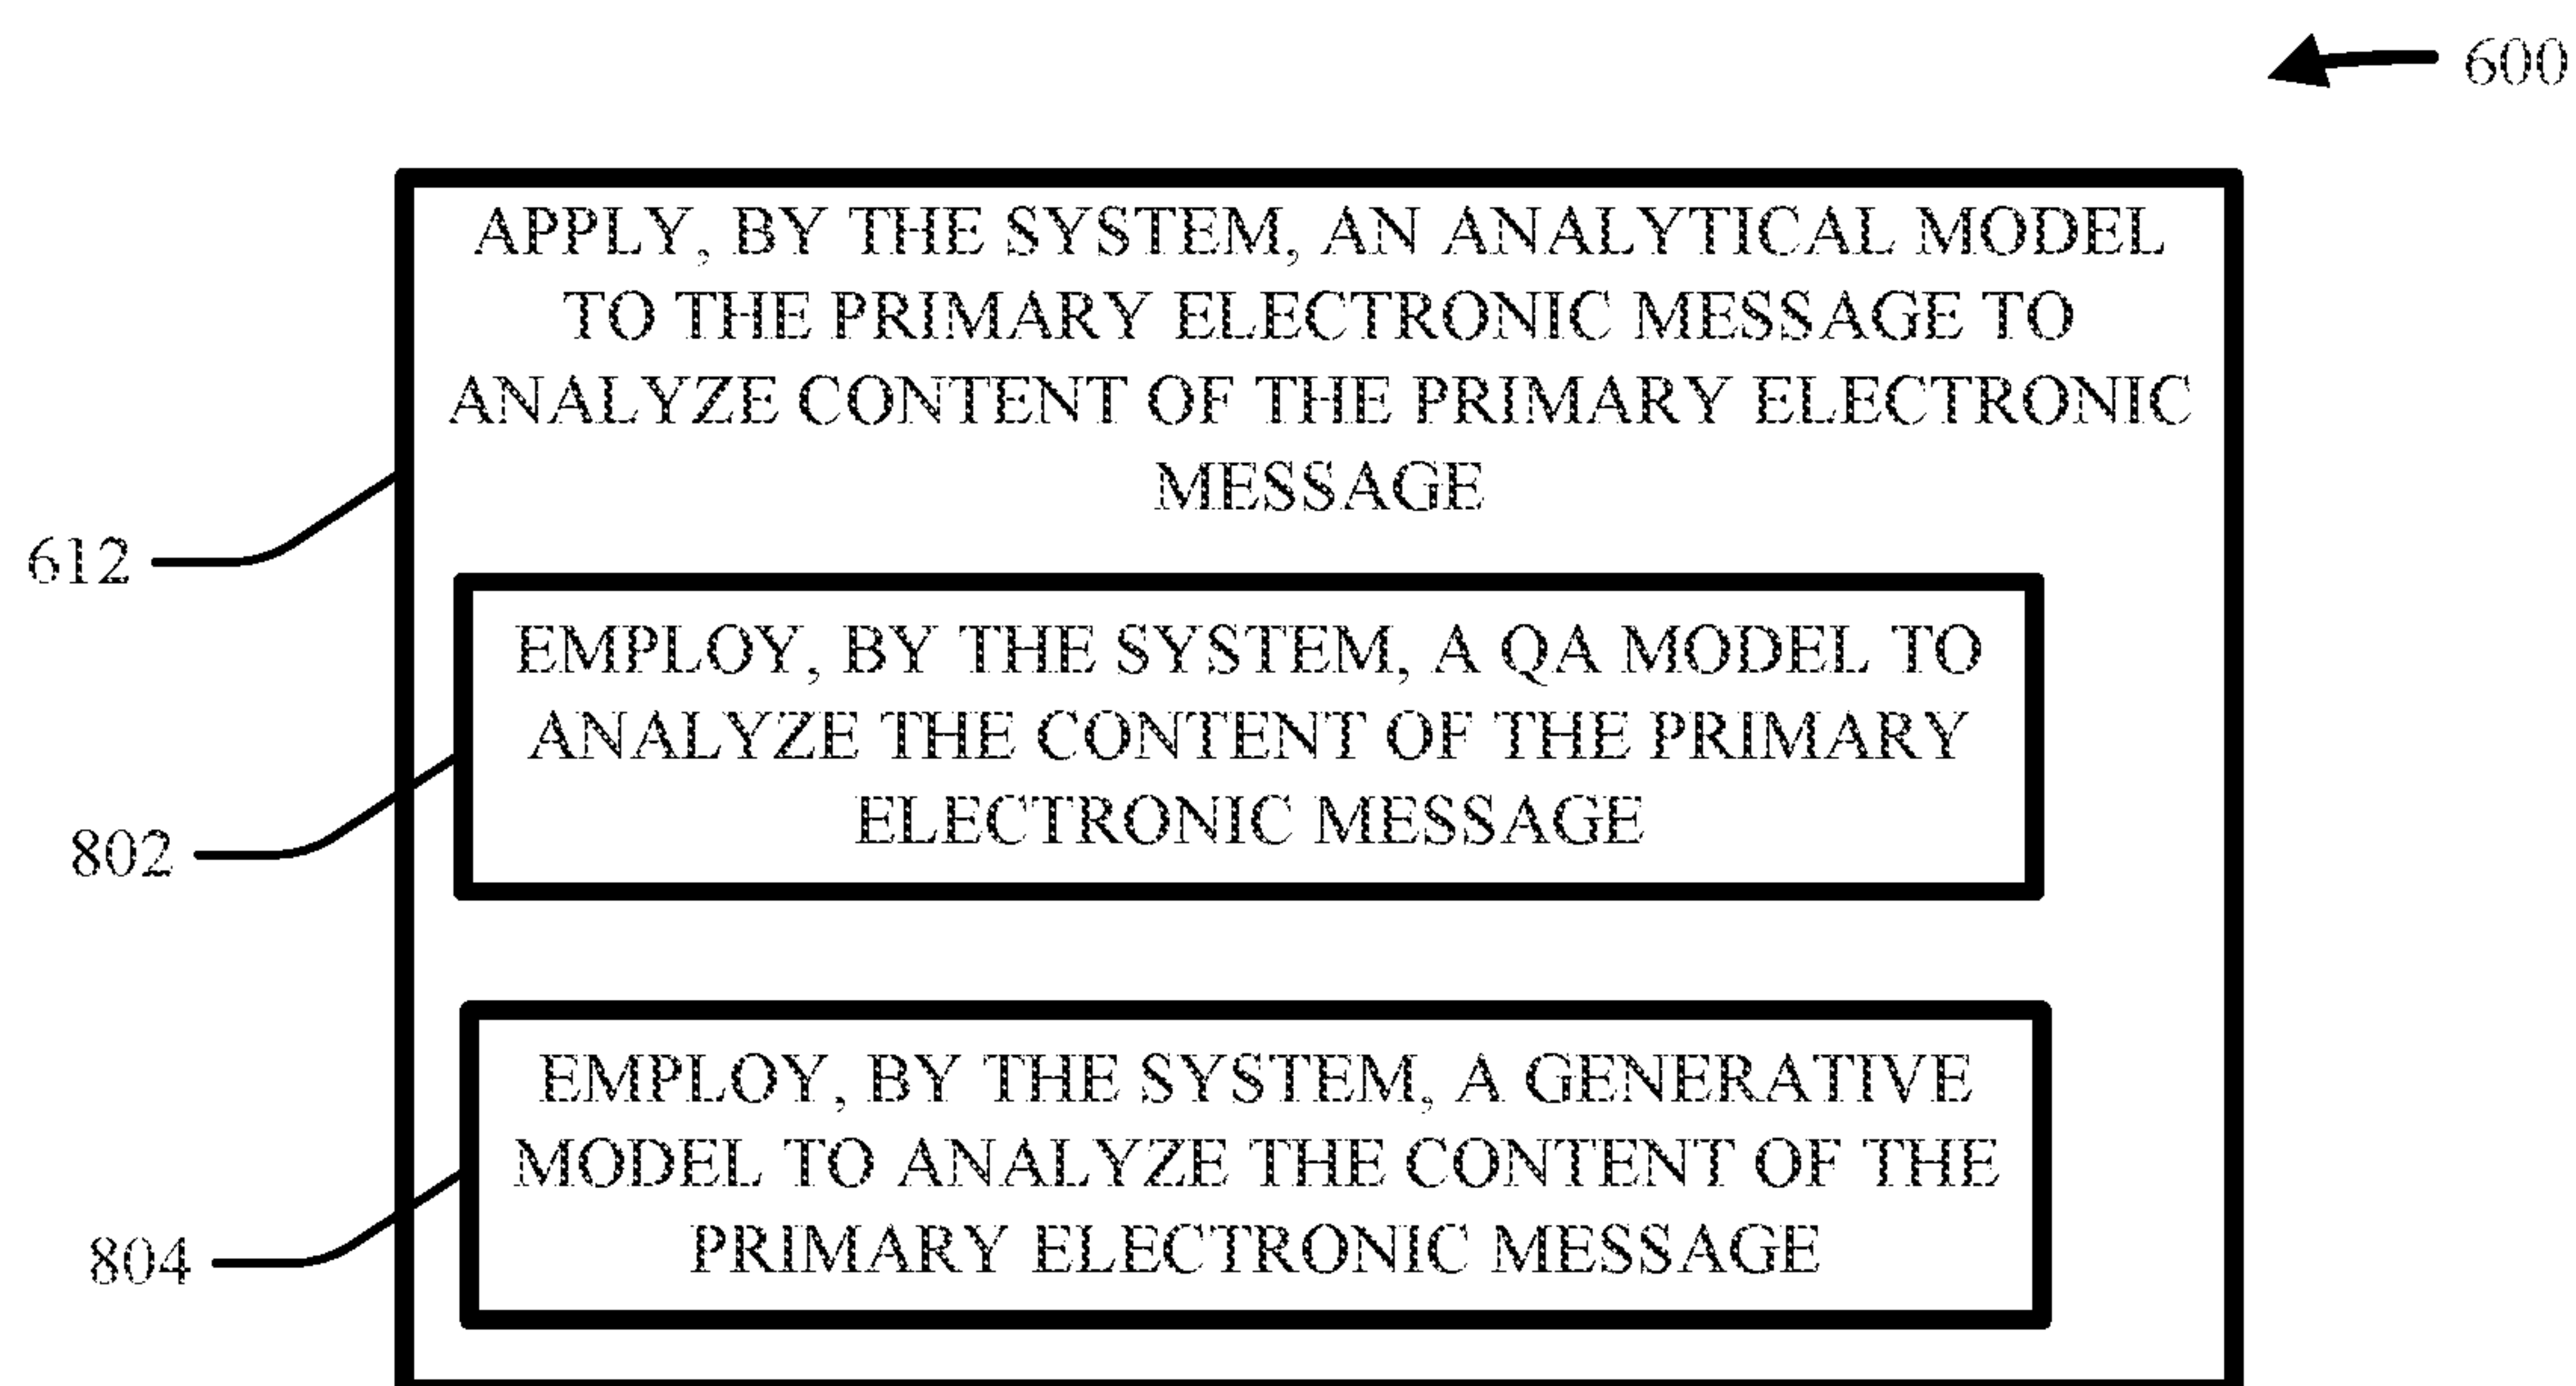 600
APPLY, BY THE SYSTEM, AN ANALYTICAL MODEL
TO THE PRIMARY ELECTRONIC MESSAGE TO
ANALYZE CONTENT OF THE PRIMARY ELECTRONIC
MESSAGE
612
EMPLOY, BY THE SYSTEM, A QA MODEL TO
ANALYZE THE CONTENT OF THE PRIMARY
ELECTRONIC MESSAGE
802
EMPLOY, BY THE SYSTEM, A GENERATIVE
MODEL TO ANALYZE THE CONTENT OF THE
PRIMARY ELECTRONIC MESSAGE
804